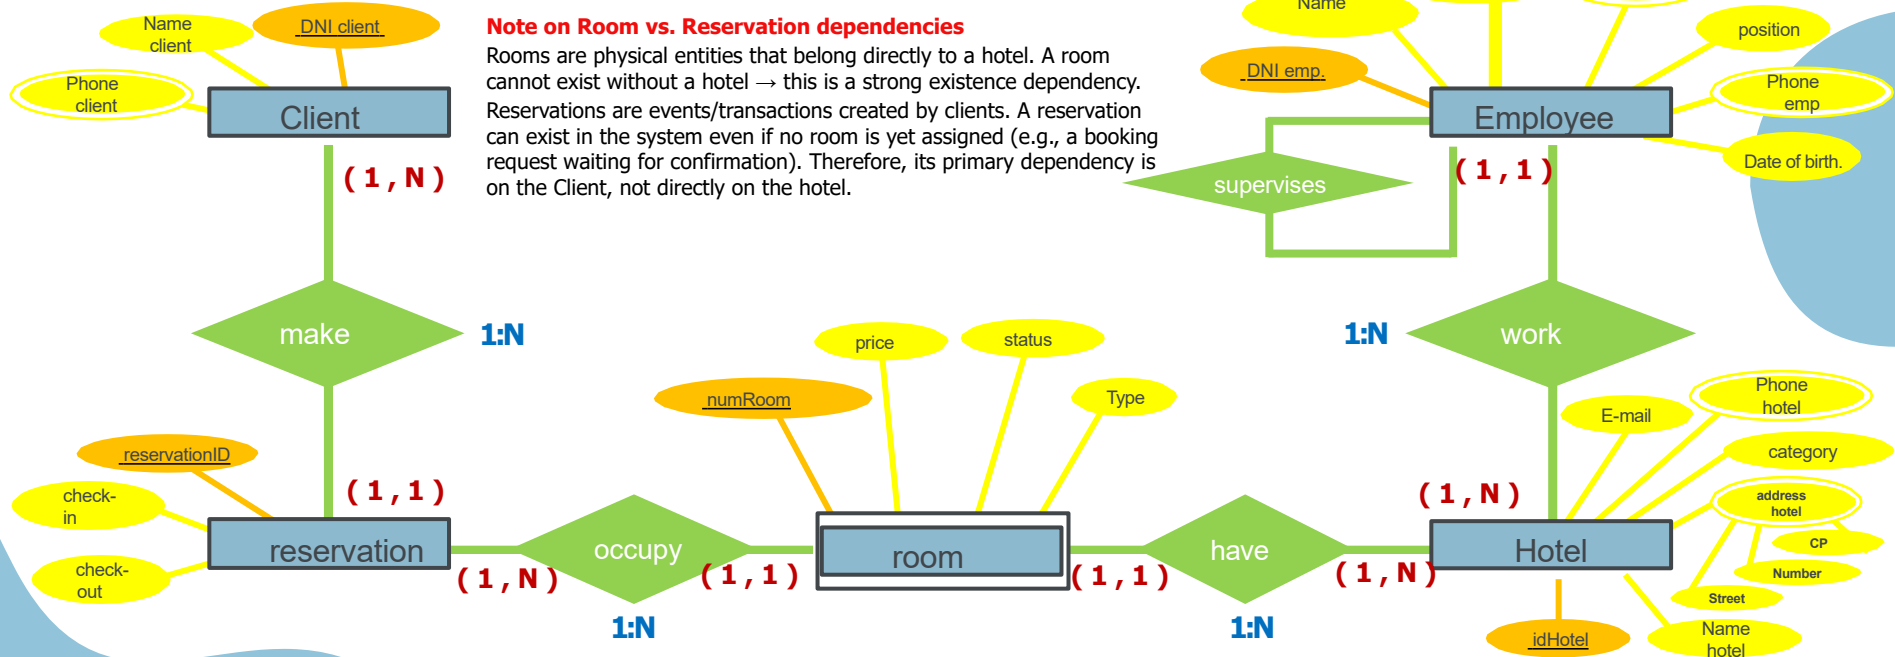 Name
client
DNI client
Phone
client
Client
( 1 , N )
Note on Room vs. Reservation dependencies
Rooms are physical entities that belong directly to a hotel. A room
cannot exist without a hotel → this is a strong existence dependency.
Reservations are events/transactions created by clients. A reservation
can exist in the system even if no room is yet assigned (e.g., a booking
request waiting for confirmation). Therefore, its primary dependency is
on the Client, not directly on the hotel.
Name
DNI emp.
position
Phone
emp
Employee
Date of birth.
( 1 , 1 )
supervises
make
1:N
1:N
work
price
status
numRoom
Type
Phone
hotel
E-mail
category
reservationID
check-
in
( 1 , 1 )
( 1 , N )
address
hotel
CP
Number
Street
reservation
occupy
room
have
Hotel
( 1 , N )
( 1 , 1 )
( 1 , 1 )
( 1 , N )
check-
out
1:N
1:N
idHotel
Name
hotel